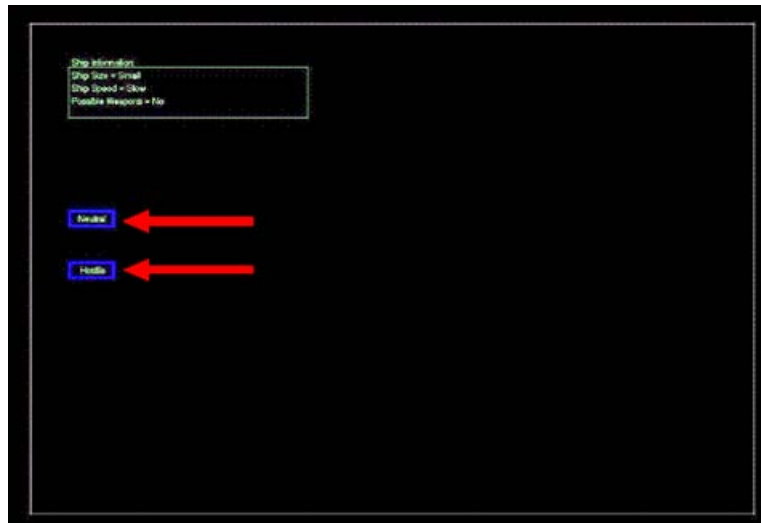 Ship Information
Ship Size = Small
Ship Speed = Slow
Possible Weapons = No
Neutral
Hostile